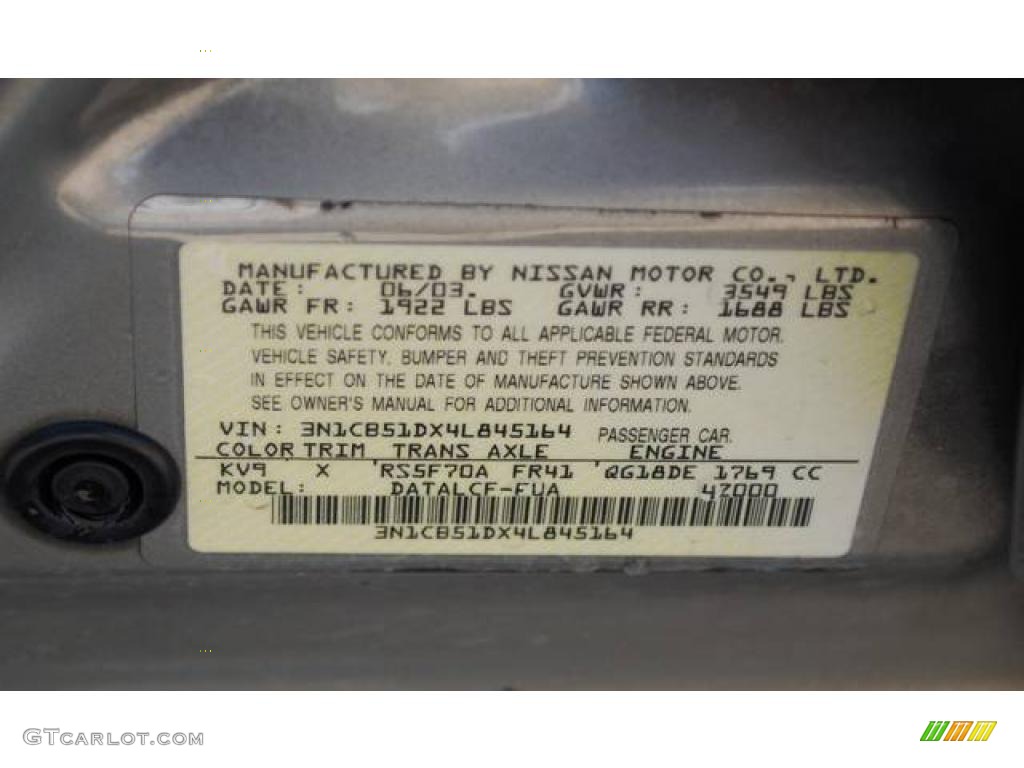 MANUFACTURED BY NISSAN MOTOR CO., LTD.
DATE: 06/03. GVWR: 3549 LBS
GAWR FR: 1922 LBS GAWR RR: 1688 LBS
THIS VEHICLE CONFORMS TO ALL APPLICABLE FEDERAL MOTOR
VEHICLE SAFETY, BUMPER AND THEFT PREVENTION STANDARDS
IN EFFECT ON THE DATE OF MANUFACTURE SHOWN ABOVE.
SEE OWNER'S MANUAL FOR ADDITIONAL INFORMATION.
VIN: 3N1CB51DX4L845164 PASSENGER CAR
COLOR TRIM TRANS AXLE ENGINE
KV9 X RS5F70A FR41 QG18DE 1769 CC
MODEL: DATALCF-EUA 47000
3N1CB51DX4L845164
GTCARLOT.COM